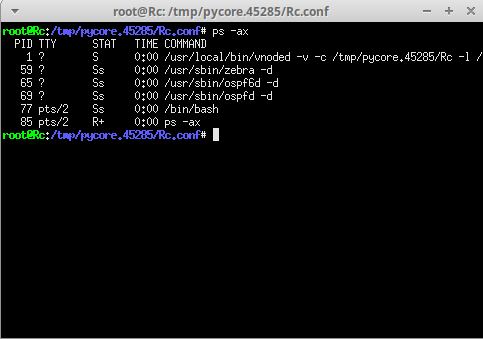 root@Rc: /tmp/pycore.45285/Rc.conf
root@Rc:/tmp/pycore.45285/Rc.conf# ps -ax
PID TTY STAT TIME COMMAND
1 ? S 0:00 /usr/local/bin/vnoded -v -c /tmp/pycore.45285/Rc -l /
59 ? Ss 0:00 /usr/sbin/zebra -d
65 ? Ss 0:00 /usr/sbin/ospf6d -d
69 ? Ss 0:00 /usr/sbin/ospfd -d
77 pts/2 Ss 0:00 /bin/bash
85 pts/2 R+ 0:00 ps -ax
root@Rc:/tmp/pycore.45285/Rc.conf#